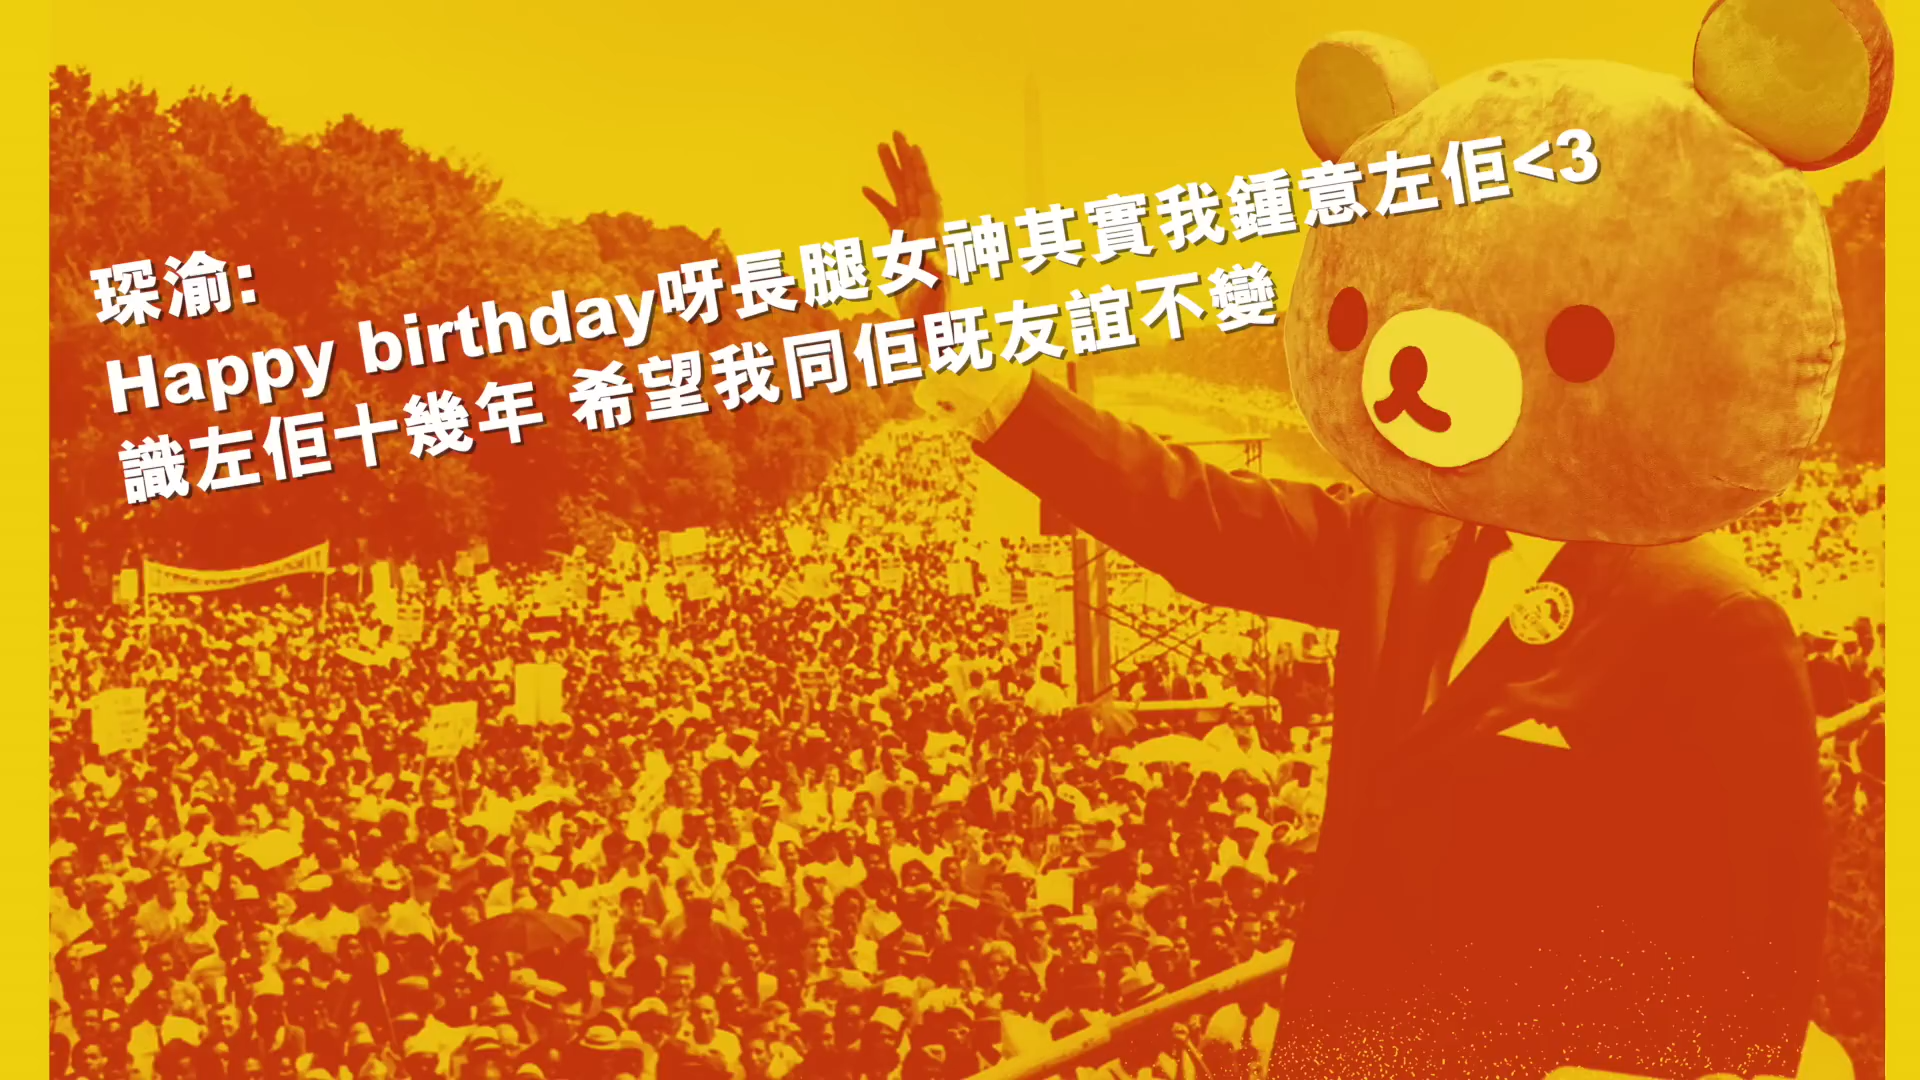 琛渝:
Happy birthday呀長腿女神其實我鍾意左佢<3
識左佢十幾年 希望我同佢既友誼不變